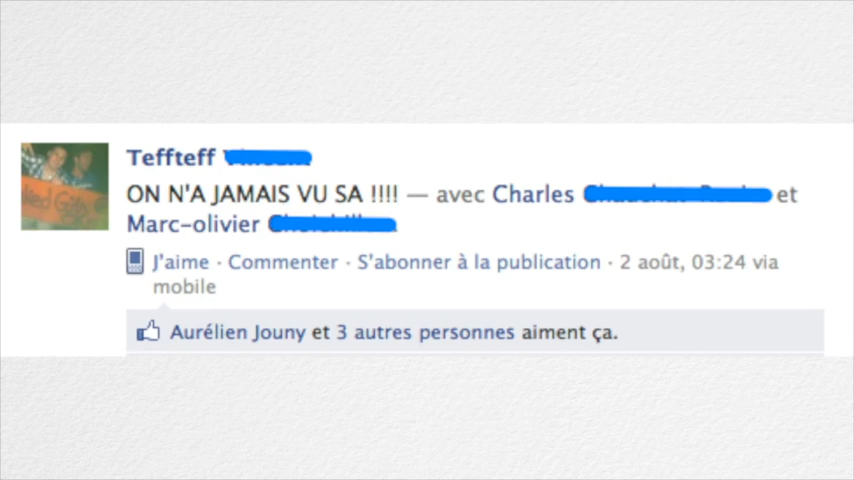 Teffteff
ON N'A JAMAIS VU SA !!!! — avec Charles et
Marc-olivier
J'aime · Commenter · S'abonner à la publication · 2 août, 03:24 via
mobile
Aurélien Jouny et 3 autres personnes aiment ça.